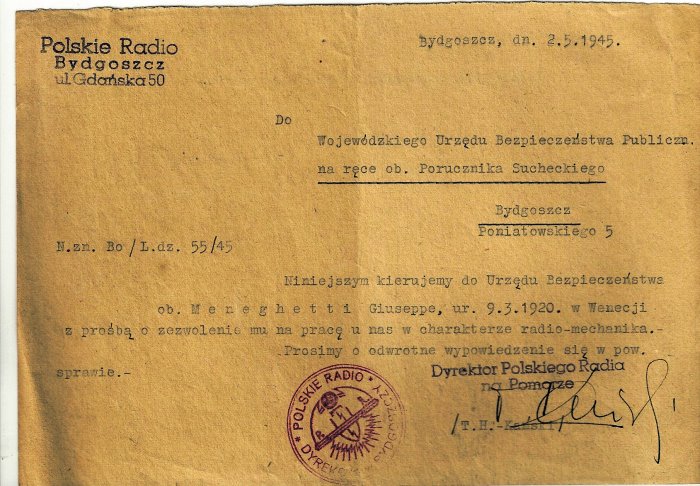 Polskie Radio
Bydgoszcz
ul. Gdańska 50
Bydgoszcz, dn. 2.5.1945.
Do
Wojewódzkiego Urzędu Bezpieczeństwa Publiczn.
na ręce ob. Porucznika Sucheckiego
Bydgoszcz
Poniatowskiego 5
N.zn. Bo/L.dz. 55/45
Niniejszym kierujemy do Urzędu Bezpieczeństwa
ob. M e n e g h e t t i Giuseppe, ur. 9.3.1920. w Wenecji
z prośbą o zezwolenie mu na pracę u nas w charakterze radio-mechanika.-
.Prosimy o odwrotne wypowiedzenie się w pow.
sprawie.-
Dyrektor Polskiego Radia
na Pomorze
/T.H.-
* POLSKIE RADIO *